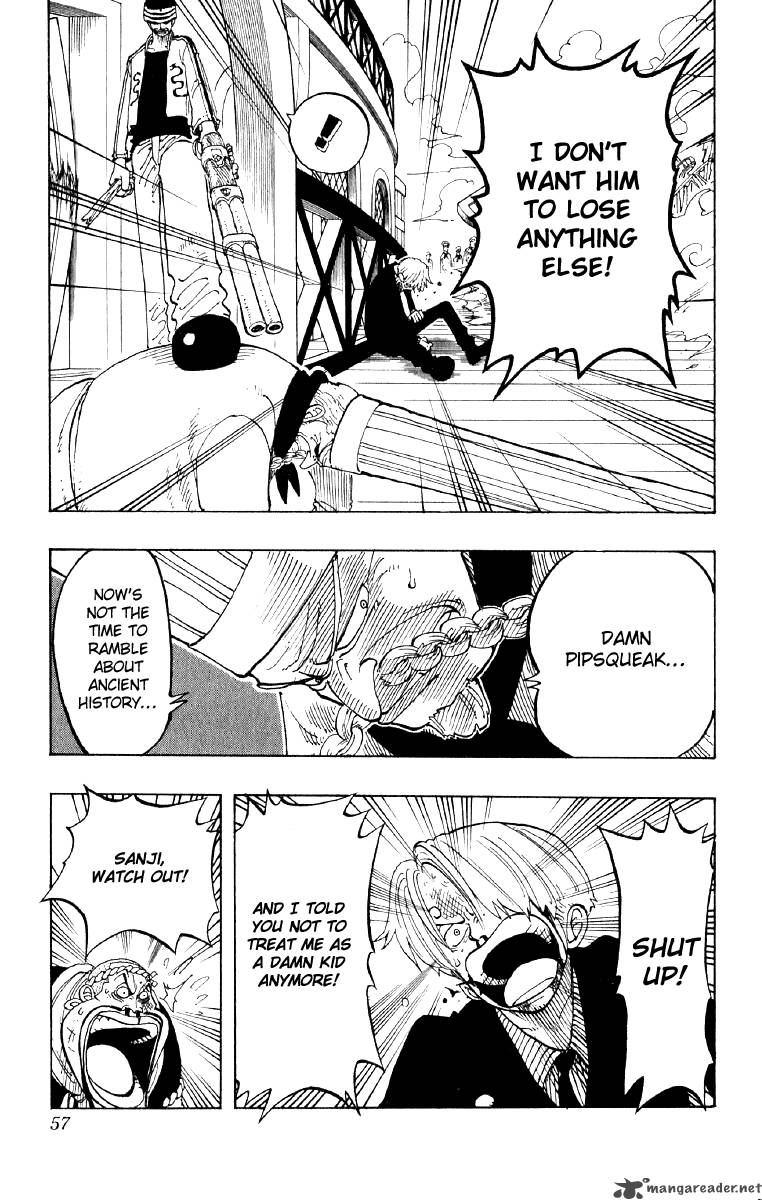 I DON'T
WANT HIM
TO LOSE
ANYTHING
ELSE!
!
DAMN
PIPSQUEAK...
NOW'S
NOT THE
TIME TO
RAMBLE
ABOUT
ANCIENT
HISTORY...
SHUT
UP!
AND I TOLD
YOU NOT TO
TREAT ME AS
A DAMN KID
ANYMORE!
SANJI,
WATCH OUT!
57
mangareader.net